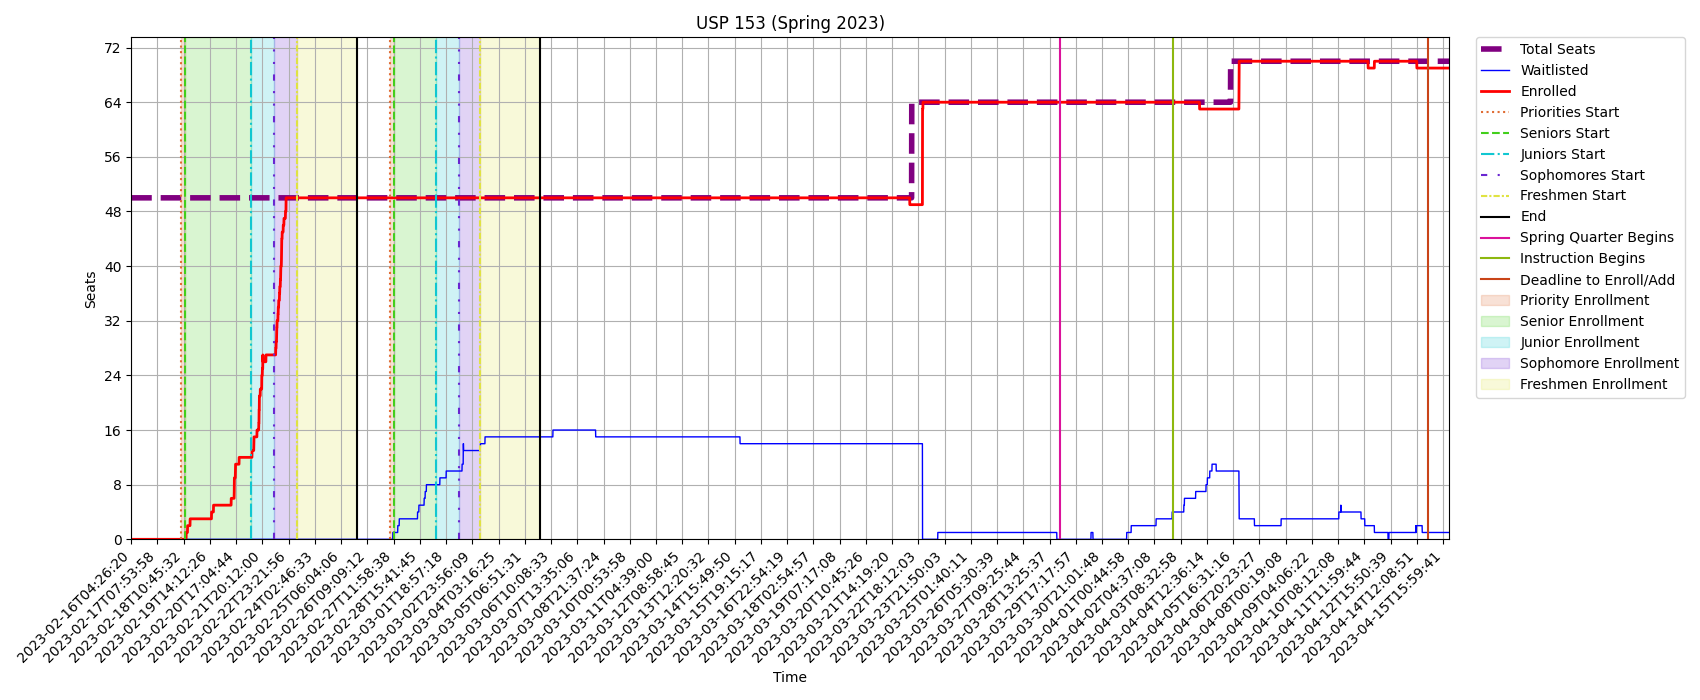 USP 153 (Spring 2023)
72
64
56
48
40
32
24
16
8
0
Seats
2023-02-16T04:26:20
2023-02-17T07:53:58
2023-02-18T10:45:32
2023-02-19T14:12:26
2023-02-20T17:04:44
2023-02-21T20:12:00
2023-02-22T23:21:56
2023-02-24T02:46:33
2023-02-25T06:04:06
2023-02-26T09:09:12
2023-02-27T11:58:38
2023-02-28T15:41:45
2023-03-01T18:57:18
2023-03-02T23:56:09
2023-03-04T03:16:25
2023-03-05T06:51:31
2023-03-06T10:08:33
2023-03-07T13:35:06
2023-03-08T21:37:24
2023-03-10T00:53:58
2023-03-11T04:39:00
2023-03-12T08:58:45
2023-03-13T12:20:32
2023-03-14T15:49:50
2023-03-15T19:15:17
2023-03-16T22:54:19
2023-03-18T02:54:57
2023-03-19T07:17:08
2023-03-20T10:45:26
2023-03-21T14:19:20
2023-03-22T18:12:03
2023-03-23T21:50:03
2023-03-25T01:40:11
2023-03-26T05:30:39
2023-03-27T09:25:44
2023-03-28T13:25:37
2023-03-29T17:17:57
2023-03-30T21:01:48
2023-04-01T00:44:58
2023-04-02T04:37:08
2023-04-03T08:32:58
2023-04-04T12:36:14
2023-04-05T16:31:16
2023-04-06T20:23:27
2023-04-08T00:19:08
2023-04-09T04:06:22
2023-04-10T08:12:08
2023-04-11T11:59:44
2023-04-12T15:50:39
2023-04-14T12:08:51
2023-04-15T15:59:41
Time
Total Seats
Waitlisted
Enrolled
Priorities Start
Seniors Start
Juniors Start
Sophomores Start
Freshmen Start
End
Spring Quarter Begins
Instruction Begins
Deadline to Enroll/Add
Priority Enrollment
Senior Enrollment
Junior Enrollment
Sophomore Enrollment
Freshmen Enrollment